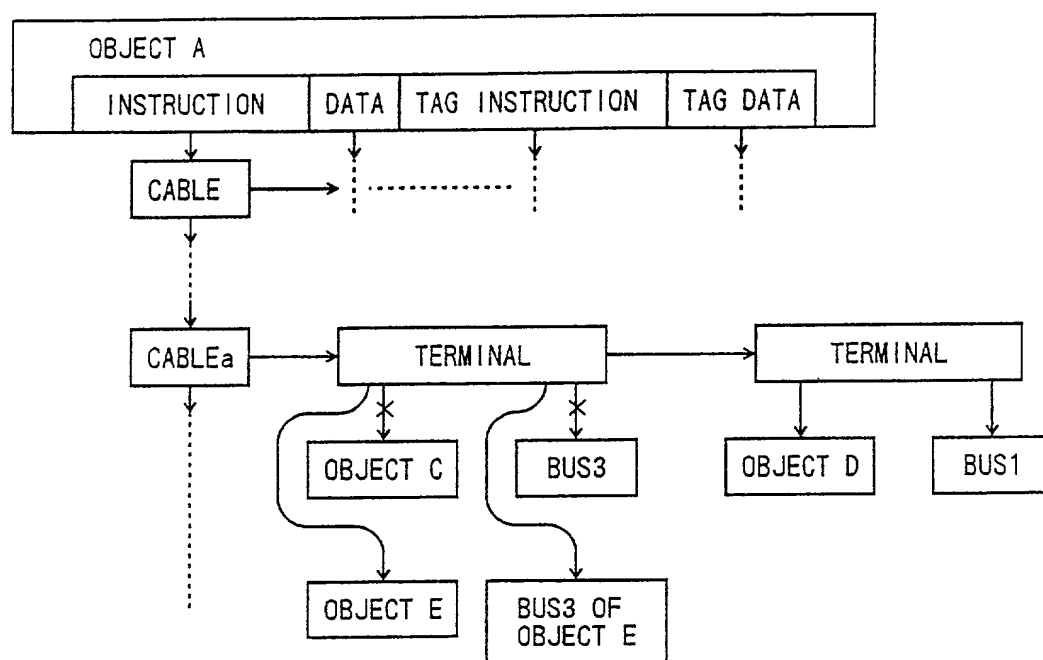 OBJECT A
INSTRUCTION
DATA
TAG INSTRUCTION
TAG DATA
CABLE
CABLEa
TERMINAL
TERMINAL
OBJECT C
BUS3
OBJECT D
BUS1
OBJECT E
BUS3 OF
OBJECT E